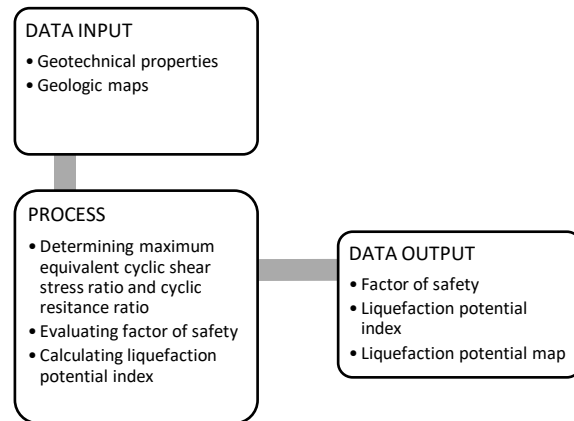 DATA INPUT
• Geotechnical properties
• Geologic maps
PROCESS
• Determining maximum
equivalent cyclic shear
stress ratio and cyclic
resitance ratio
• Evaluating factor of safety
• Calculating liquefaction
potential index
DATA OUTPUT
• Factor of safety
• Liquefaction potential
index
• Liquefaction potential map